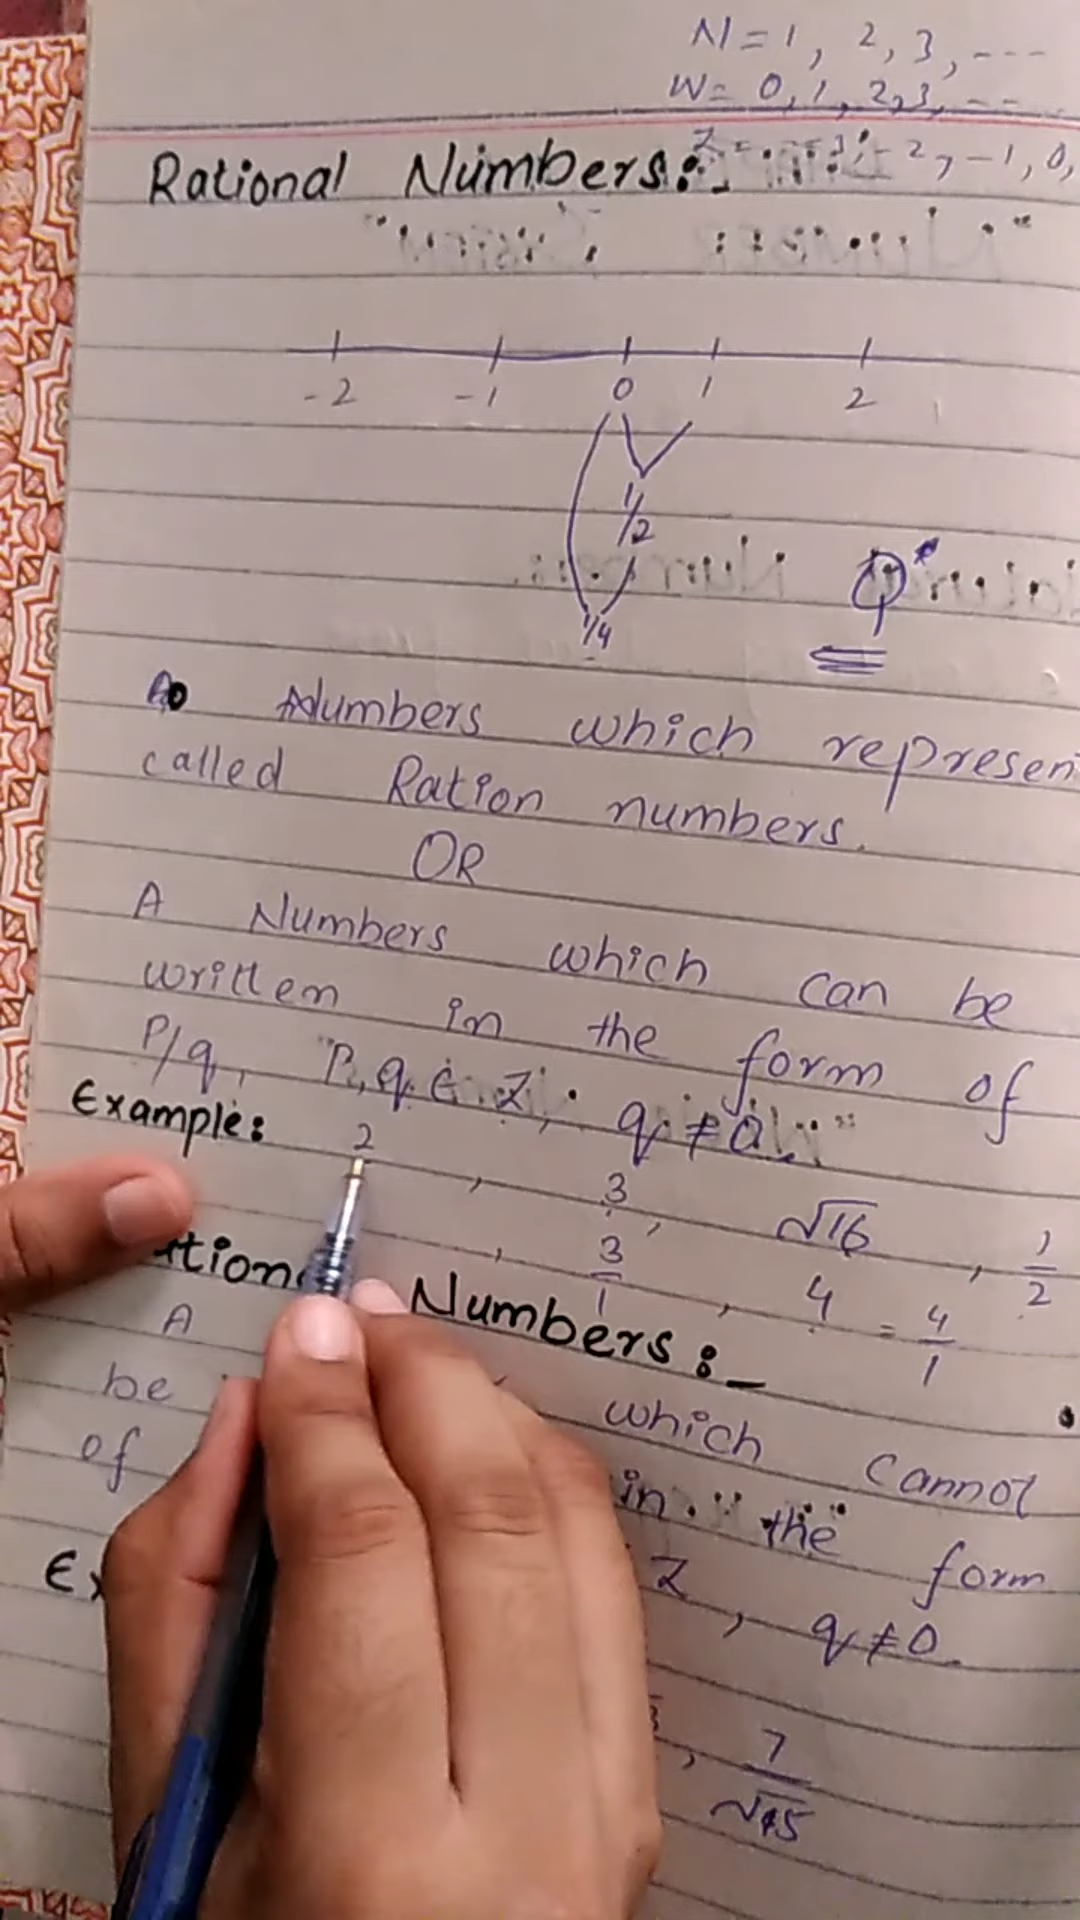 N = 1, 2, 3, ---
W = 0, 1, 2, 3, ---
Z = ... -3, -2, -1, 0,
Rational Numbers:-
-2 -1 0 1 2
1/2
1/4
Q
Numbers which represen
called Ration numbers.
OR
A Numbers which can be
written in the form of
P/q, P, q ∈ Z, q ≠ 0.
Example: 2, 3, √16, 1/2
, 3/1, 4 = 4/1
Numbers:-
A which cannot
be in the form
of Z, q ≠ 0.
, 7/√45